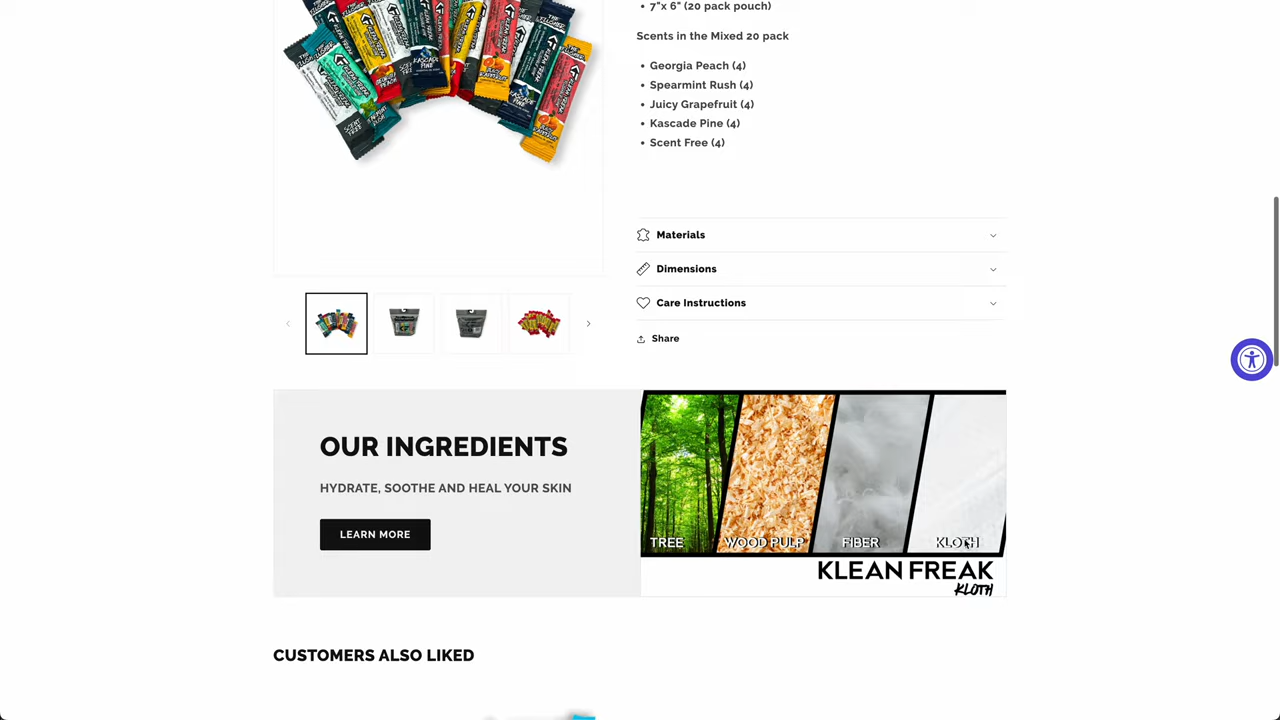 7"x 6" (20 pack pouch)
Scents in the Mixed 20 pack
Georgia Peach (4)
Spearmint Rush (4)
Juicy Grapefruit (4)
Kascade Pine (4)
Scent Free (4)
Materials
Dimensions
Care Instructions
Share
OUR INGREDIENTS
HYDRATE, SOOTHE AND HEAL YOUR SKIN
LEARN MORE
TREE
WOOD PULP
FIBER
KLOTH
KLEAN FREAK
KLOTH
CUSTOMERS ALSO LIKED